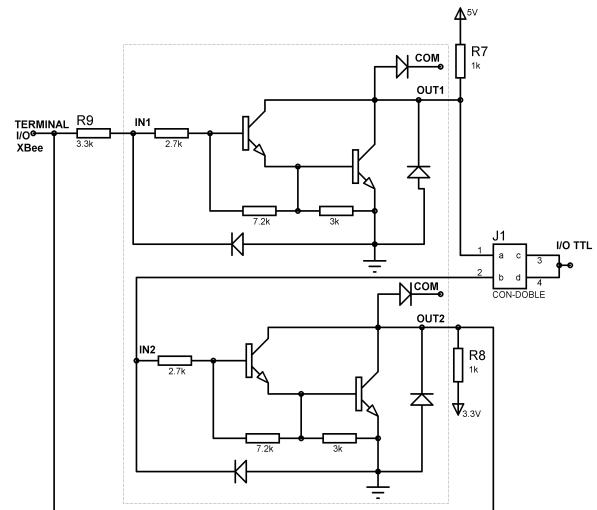 5V
R7
1k
COM
OUT1
TERMINAL
I/O
XBee
R9
3.3k
IN1
2.7k
7.2k
3k
J1
1
2
a
b
c
d
3
4
CON-DOBLE
I/O TTL
COM
OUT2
IN2
2.7k
R8
1k
3.3V
7.2k
3k